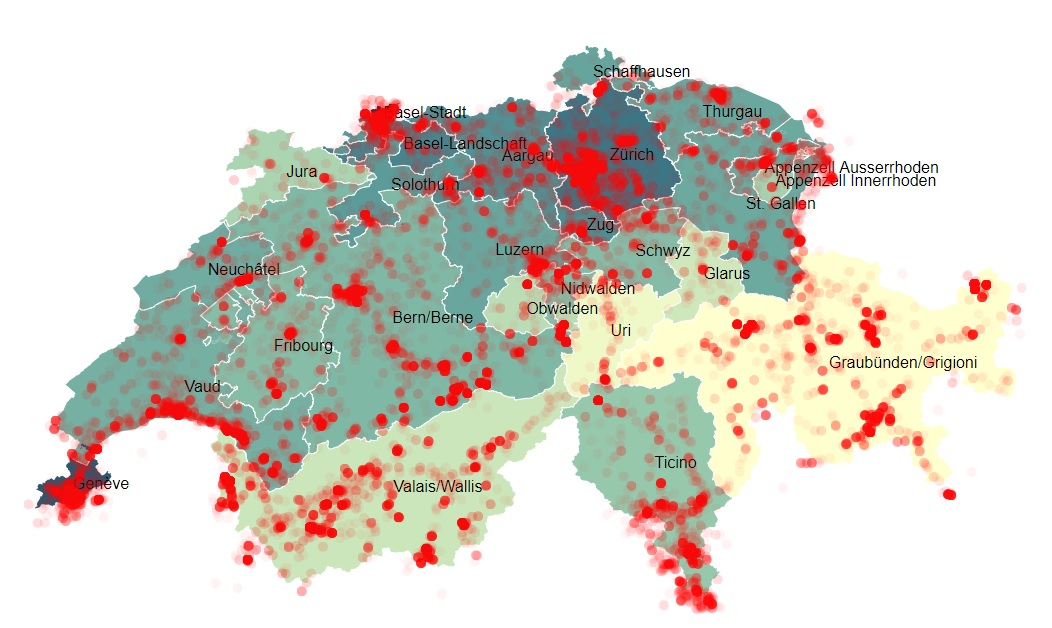 Schaffhausen
Basel-Stadt
Thurgau
Basel-Landschaft
Aargau
Zürich
Jura
Appenzell Ausserrhoden
Solothurn
Appenzell Innerrhoden
St. Gallen
Zug
Luzern
Schwyz
Neuchâtel
Glarus
Nidwalden
Obwalden
Bern/Berne
Uri
Fribourg
Graubünden/Grigioni
Vaud
Ticino
Genève
Valais/Wallis